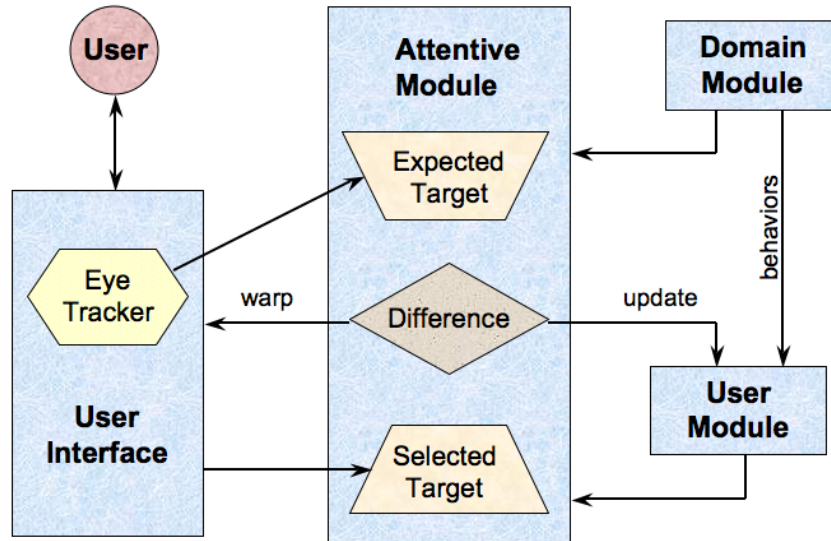 User
Attentive
Module
Domain
Module
Expected
Target
behaviors
Eye
Tracker
warp
Difference
update
User
Interface
User
Module
Selected
Target